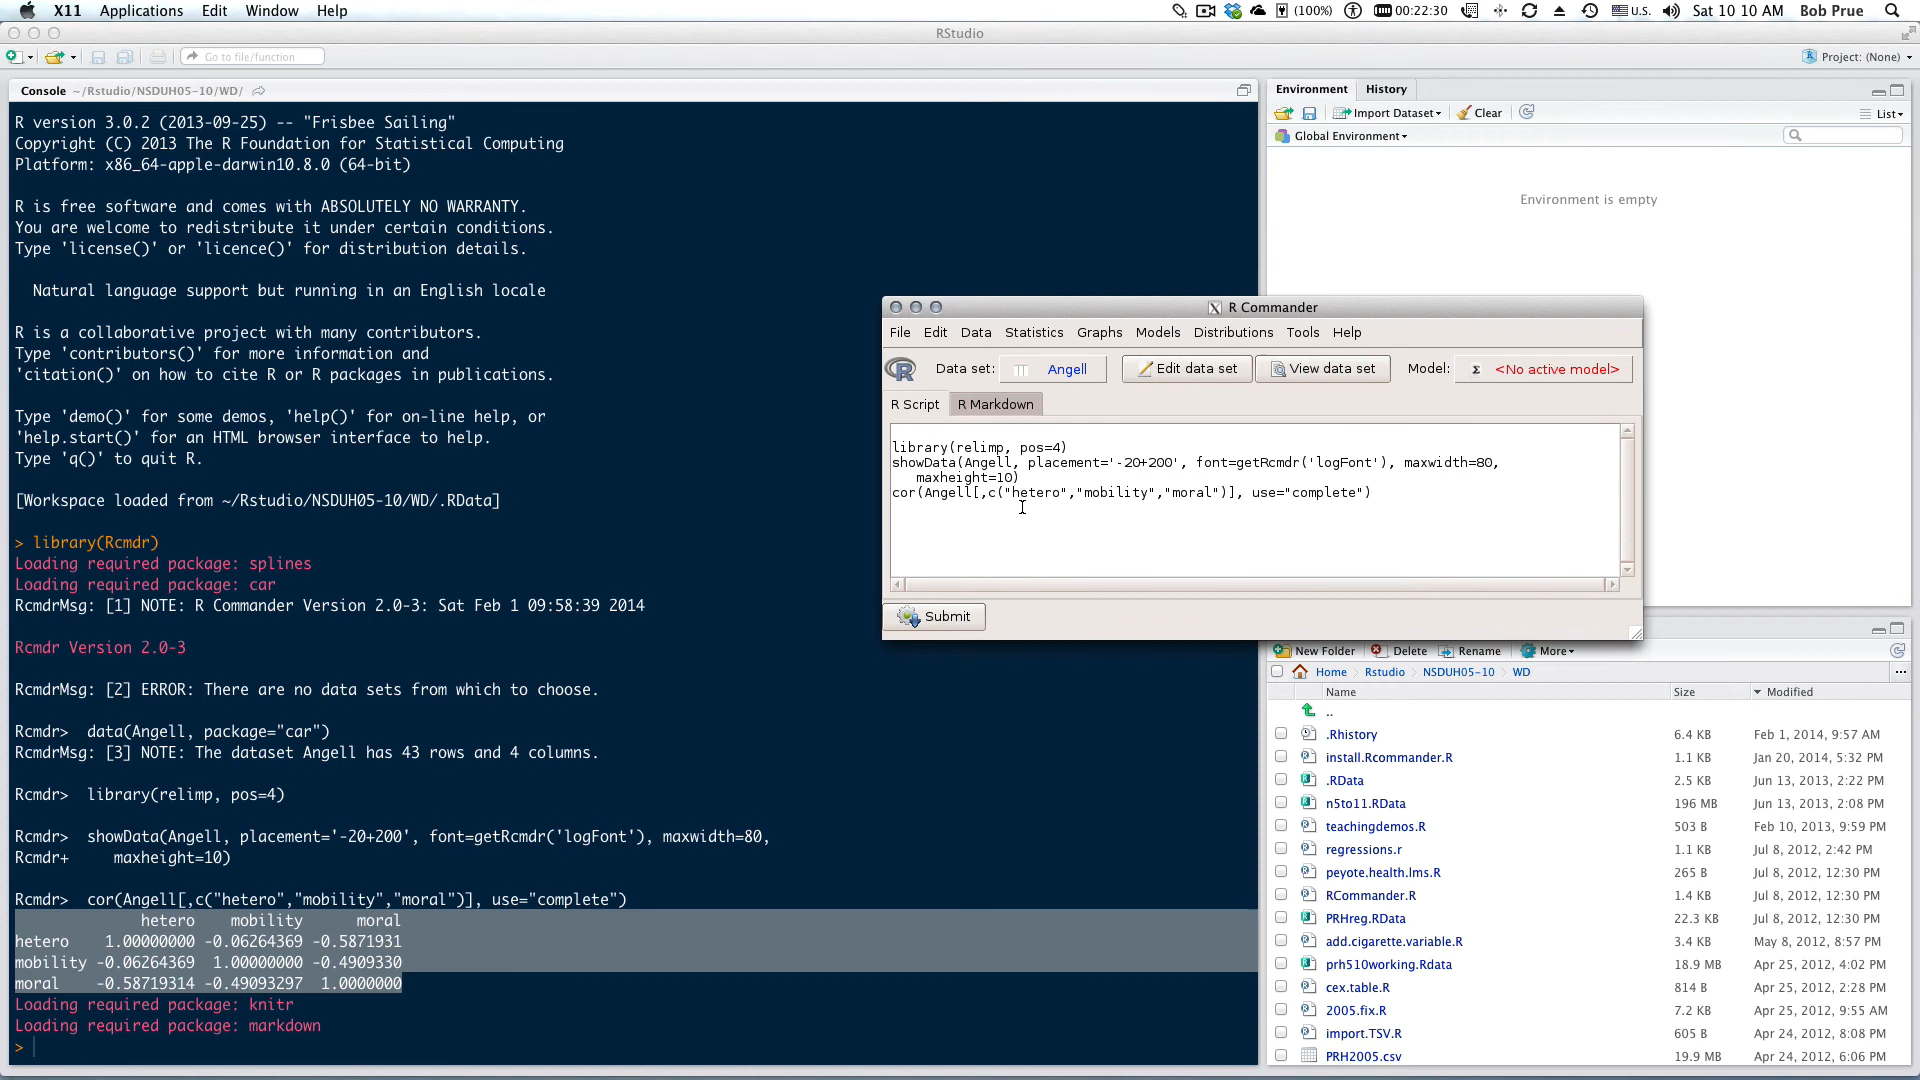 X11 Applications Edit Window Help
(100%) 00:22:30 U.S. Sat 10 10 AM Bob Prue
RStudio
Go to file/function
Project: (None)
Console ~/Rstudio/NSDUH05-10/WD/
R version 3.0.2 (2013-09-25) -- "Frisbee Sailing"
Copyright (C) 2013 The R Foundation for Statistical Computing
Platform: x86_64-apple-darwin10.8.0 (64-bit)
R is free software and comes with ABSOLUTELY NO WARRANTY.
You are welcome to redistribute it under certain conditions.
Type 'license()' or 'licence()' for distribution details.
Natural language support but running in an English locale
R is a collaborative project with many contributors.
Type 'contributors()' for more information and
'citation()' on how to cite R or R packages in publications.
Type 'demo()' for some demos, 'help()' for on-line help, or
'help.start()' for an HTML browser interface to help.
Type 'q()' to quit R.
[Workspace loaded from ~/Rstudio/NSDUH05-10/WD/.RData]
> library(Rcmdr)
Loading required package: splines
Loading required package: car
RcmdrMsg: [1] NOTE: R Commander Version 2.0-3: Sat Feb 1 09:58:39 2014
Rcmdr Version 2.0-3
RcmdrMsg: [2] ERROR: There are no data sets from which to choose.
Rcmdr> data(Angell, package="car")
RcmdrMsg: [3] NOTE: The dataset Angell has 43 rows and 4 columns.
Rcmdr> library(relimp, pos=4)
Rcmdr> showData(Angell, placement='-20+200', font=getRcmdr('logFont'), maxwidth=80,
Rcmdr+ maxheight=10)
Rcmdr> cor(Angell[,c("hetero","mobility","moral")], use="complete")
hetero mobility moral
hetero 1.00000000 -0.06264369 -0.5871931
mobility -0.06264369 1.00000000 -0.4909330
moral -0.58719314 -0.49093297 1.0000000
Loading required package: knitr
Loading required package: markdown
>
Environment History
Import Dataset Clear List
Global Environment
Environment is empty
R Commander
File Edit Data Statistics Graphs Models Distributions Tools Help
Data set: Angell Edit data set View data set Model: Σ <No active model>
R Script R Markdown
library(relimp, pos=4)
showData(Angell, placement='-20+200', font=getRcmdr('logFont'), maxwidth=80,
maxheight=10)
cor(Angell[,c("hetero","mobility","moral")], use="complete")
Submit
New Folder Delete Rename More
Home Rstudio NSDUH05-10 WD ...
Name Size Modified
..
.Rhistory 6.4 KB Feb 1, 2014, 9:57 AM
install.Rcommander.R 1.1 KB Jan 20, 2014, 5:32 PM
.RData 2.5 KB Jun 13, 2013, 2:22 PM
n5to11.RData 196 MB Jun 13, 2013, 2:08 PM
teachingdemos.R 503 B Feb 10, 2013, 9:59 PM
regressions.r 1.1 KB Jul 8, 2012, 2:42 PM
peyote.health.lms.R 265 B Jul 8, 2012, 12:30 PM
RCommander.R 1.4 KB Jul 8, 2012, 12:30 PM
PRHreg.RData 22.3 KB Jul 8, 2012, 12:30 PM
add.cigarette.variable.R 3.4 KB May 8, 2012, 8:57 PM
prh510working.Rdata 18.9 MB Apr 25, 2012, 4:02 PM
cex.table.R 814 B Apr 25, 2012, 2:28 PM
2005.fix.R 7.2 KB Apr 25, 2012, 9:55 AM
import.TSV.R 605 B Apr 24, 2012, 8:08 PM
PRH2005.csv 19.9 MB Apr 24, 2012, 6:06 PM